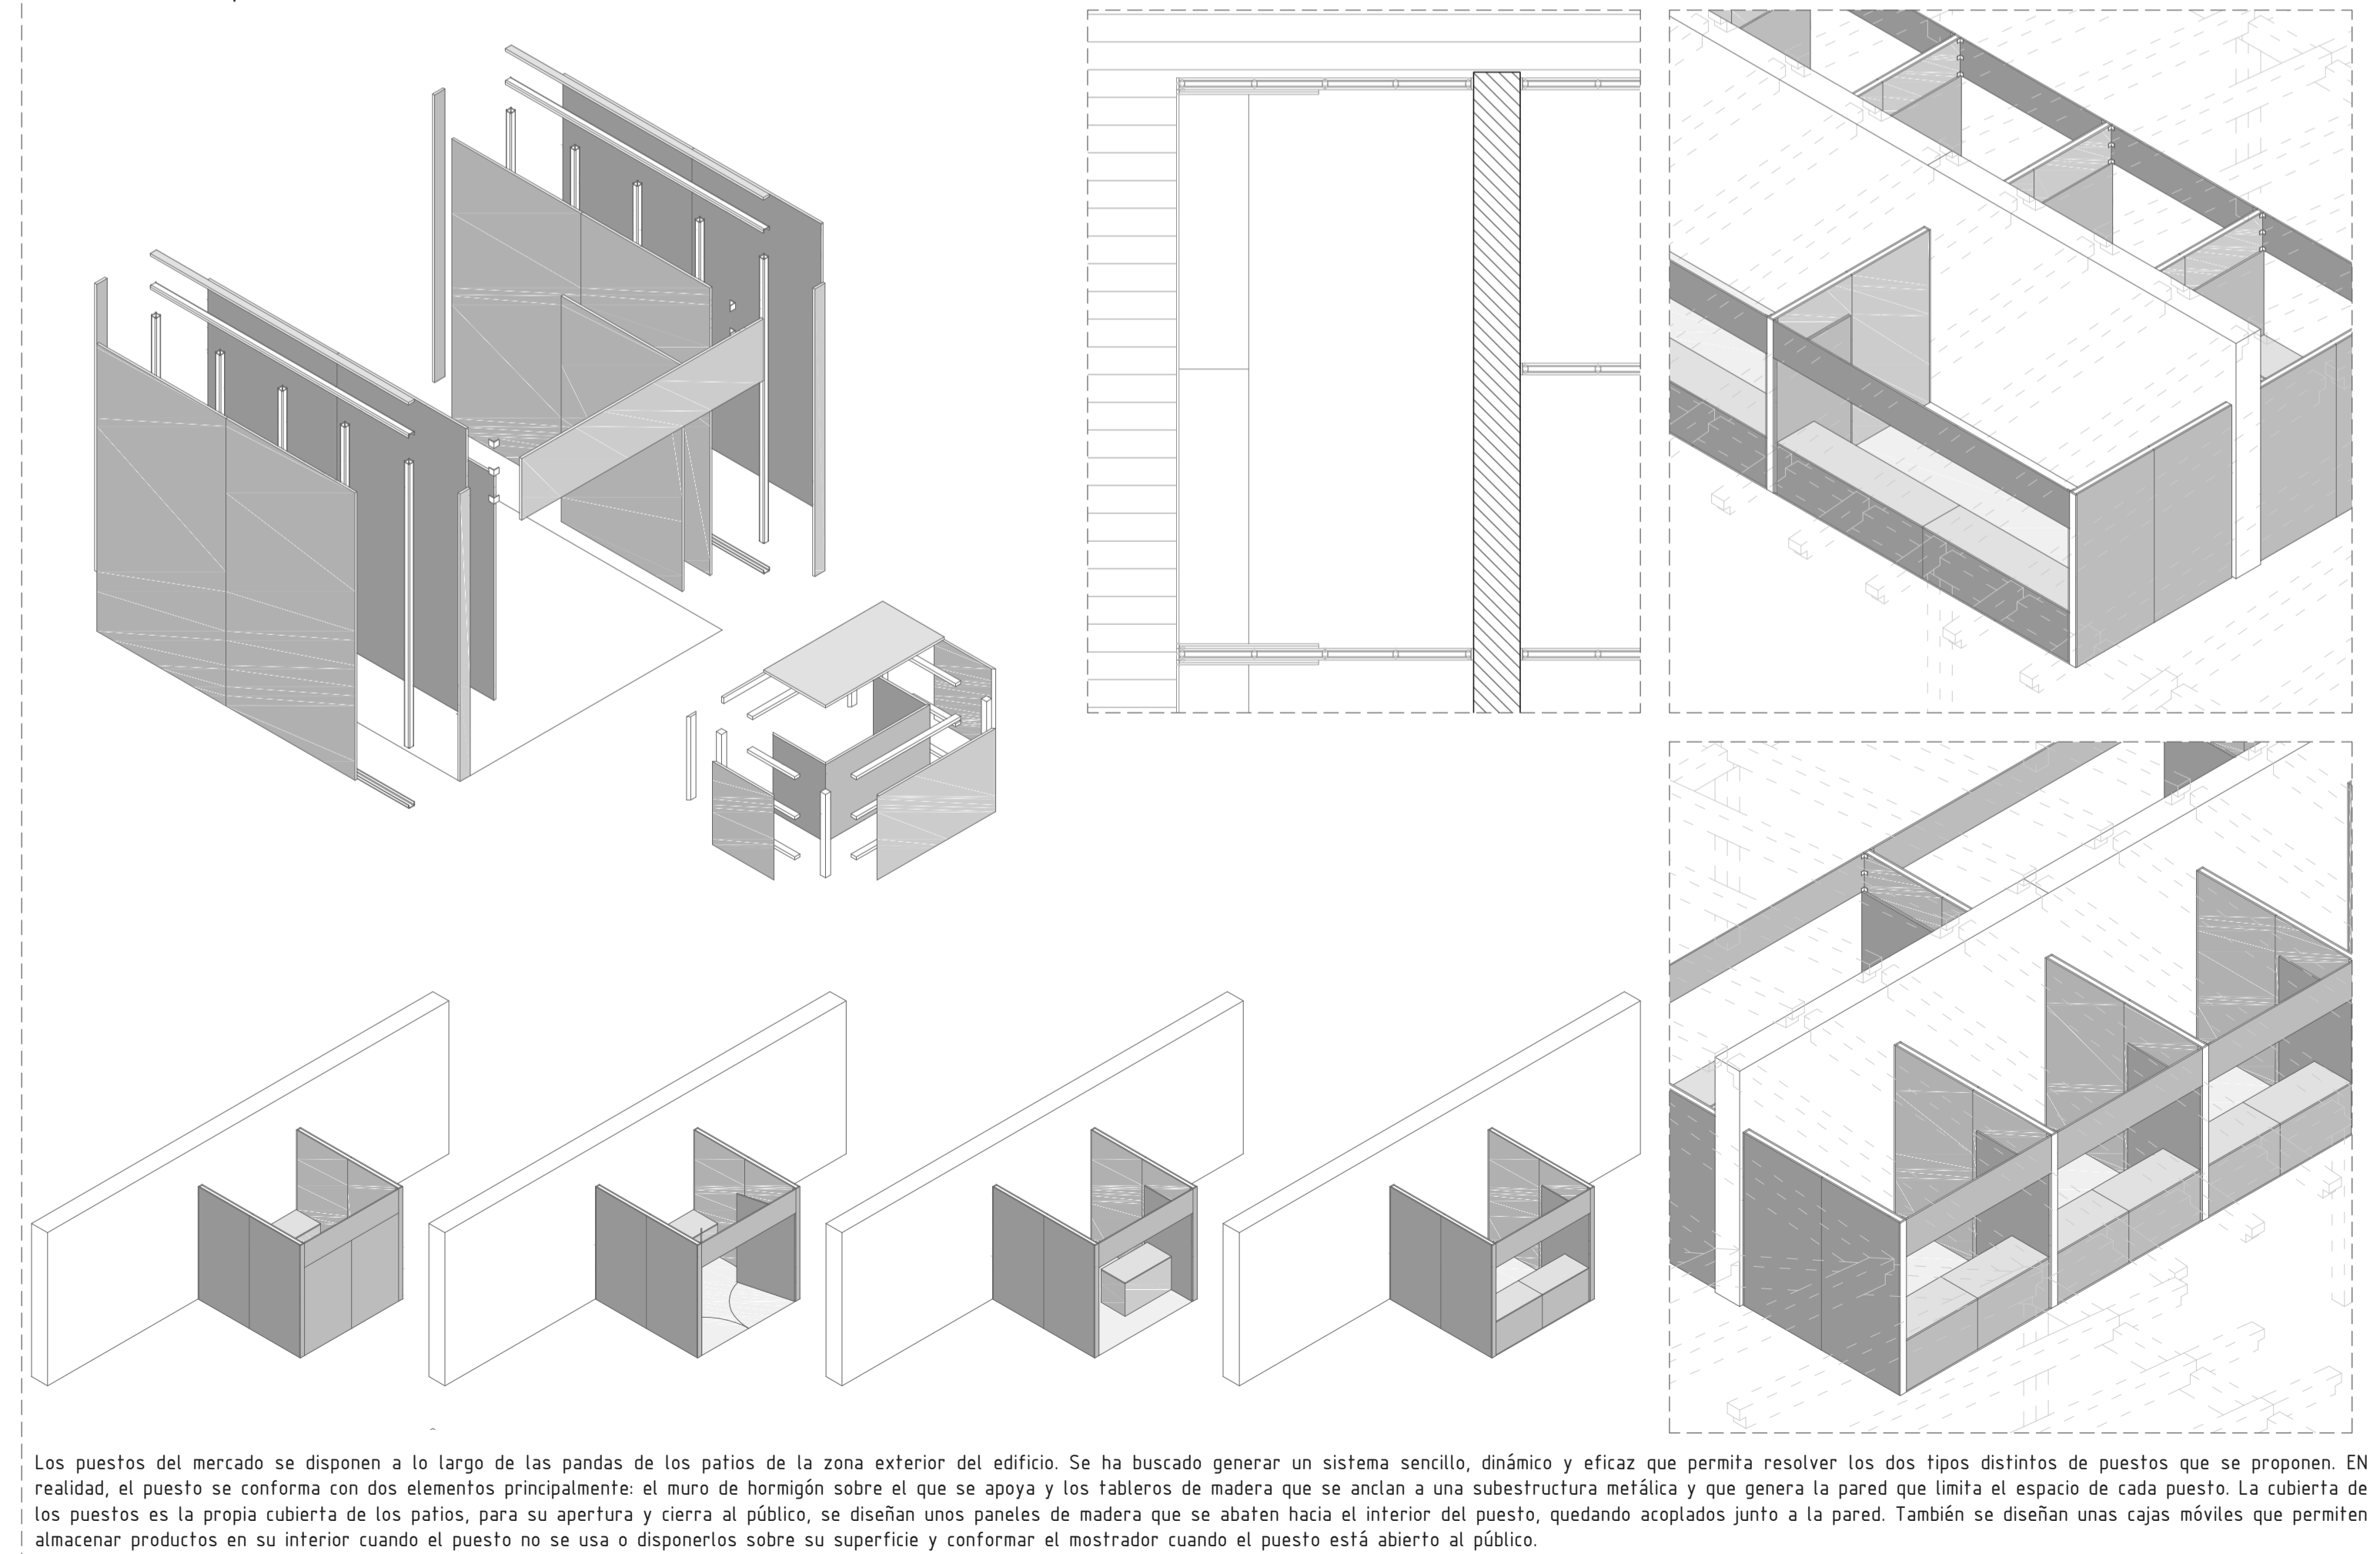 Los puestos del mercado se disponen a lo largo de las pandas de los patios de la zona exterior del edificio. Se ha buscado generar un sistema sencillo, dinámico y eficaz que permita resolver los dos tipos distintos de puestos que se proponen. EN
realidad, el puesto se conforma con dos elementos principalmente: el muro de hormigón sobre el que se apoya y los tableros de madera que se anclan a una subestructura metálica y que genera la pared que limita el espacio de cada puesto. La cubierta de
los puestos es la propia cubierta de los patios, para su apertura y cierra al público, se diseñan unos paneles de madera que se abaten hacia el interior del puesto, quedando acoplados junto a la pared. También se diseñan unas cajas móviles que permiten
almacenar productos en su interior cuando el puesto no se usa o disponerlos sobre su superficie y conformar el mostrador cuando el puesto está abierto al público.